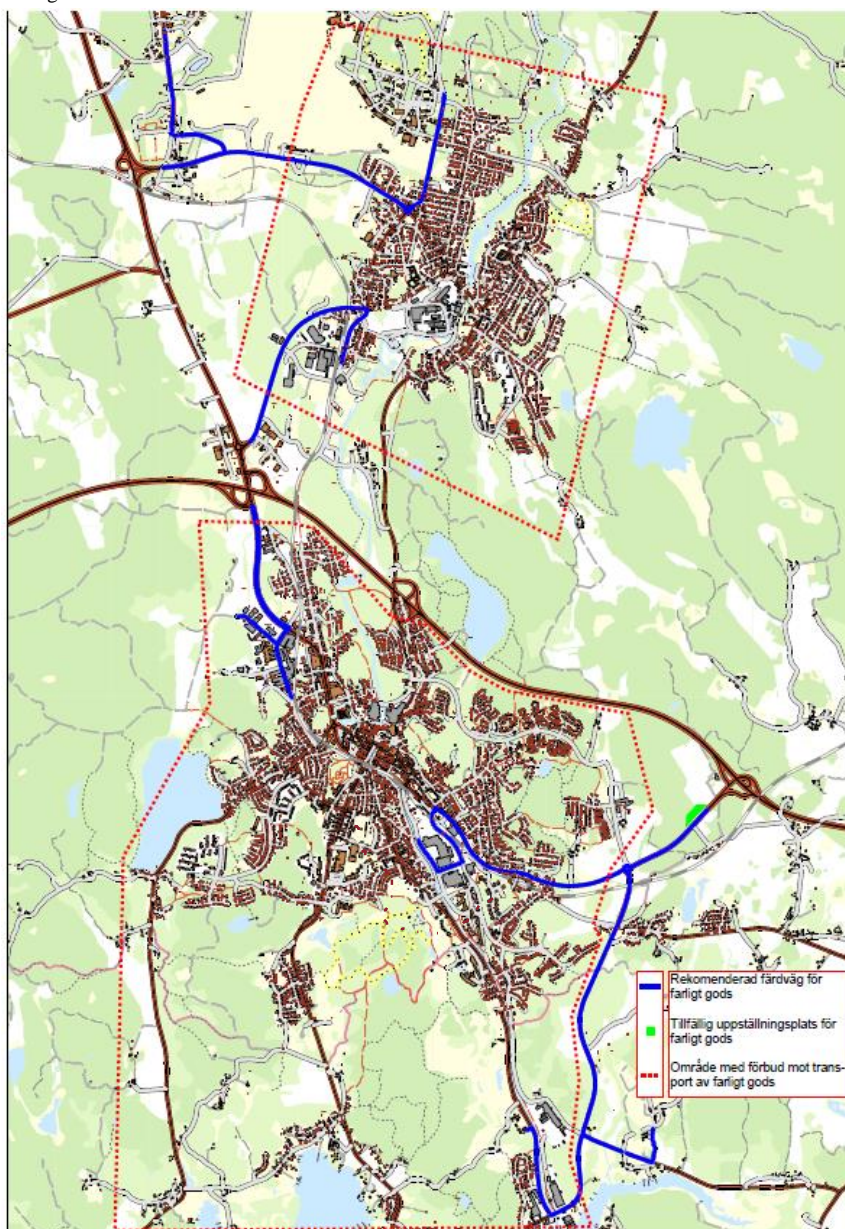 Rekomenderad färdväg för
farligt gods
Tillfällig uppställningsplats för
farligt gods
Område med förbud mot trans-
port av farligt gods